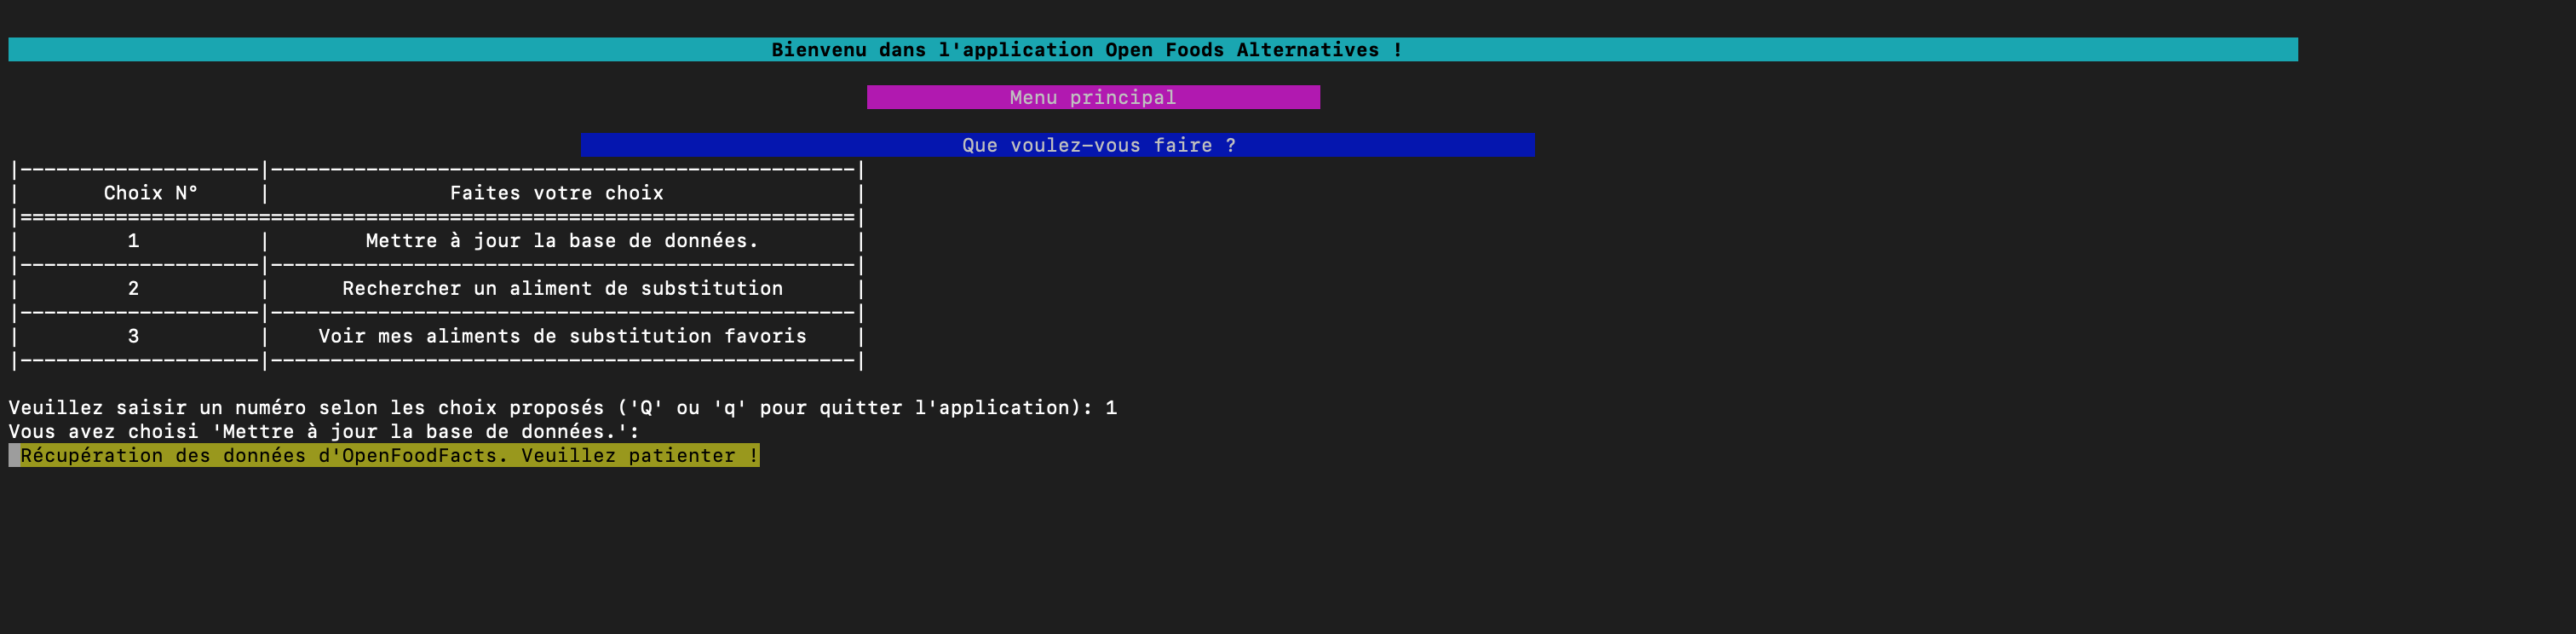 Bienvenu dans l'application Open Foods Alternatives !
Menu principal
Que voulez-vous faire ?
|--------------------|-------------------------------------------------|
| Choix N° | Faites votre choix |
|======================================================================|
| 1 | Mettre à jour la base de données. |
|--------------------|-------------------------------------------------|
| 2 | Rechercher un aliment de substitution |
|--------------------|-------------------------------------------------|
| 3 | Voir mes aliments de substitution favoris |
|--------------------|-------------------------------------------------|
Veuillez saisir un numéro selon les choix proposés ('Q' ou 'q' pour quitter l'application): 1
Vous avez choisi 'Mettre à jour la base de données.':
Récupération des données d'OpenFoodFacts. Veuillez patienter !